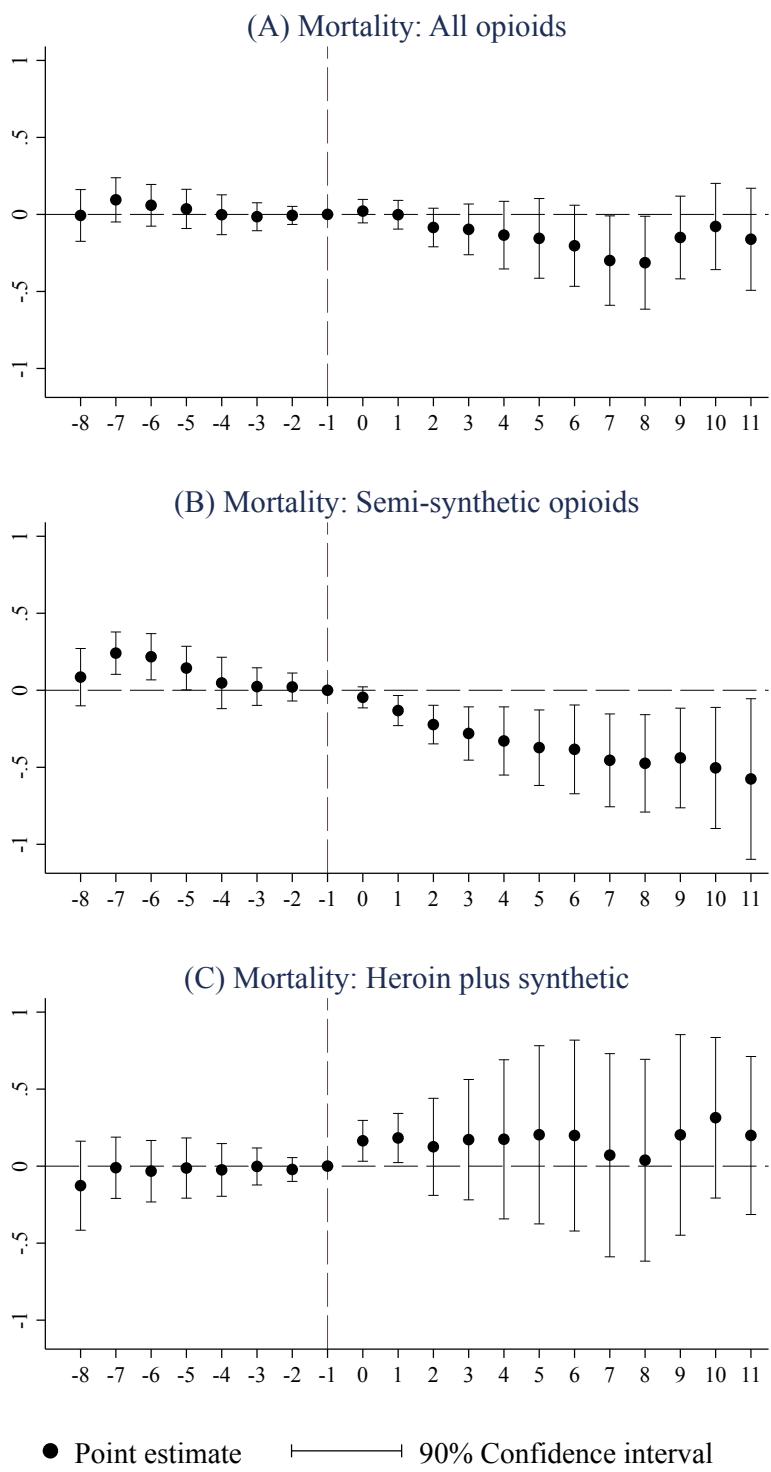 (A) Mortality: All opioids
1
.5
0
-.5
-1
-8 -7 -6 -5 -4 -3 -2 -1 0 1 2 3 4 5 6 7 8 9 10 11
(B) Mortality: Semi-synthetic opioids
1
.5
0
-.5
-1
-8 -7 -6 -5 -4 -3 -2 -1 0 1 2 3 4 5 6 7 8 9 10 11
(C) Mortality: Heroin plus synthetic
1
.5
0
-.5
-1
-8 -7 -6 -5 -4 -3 -2 -1 0 1 2 3 4 5 6 7 8 9 10 11
Point estimate 90% Confidence interval